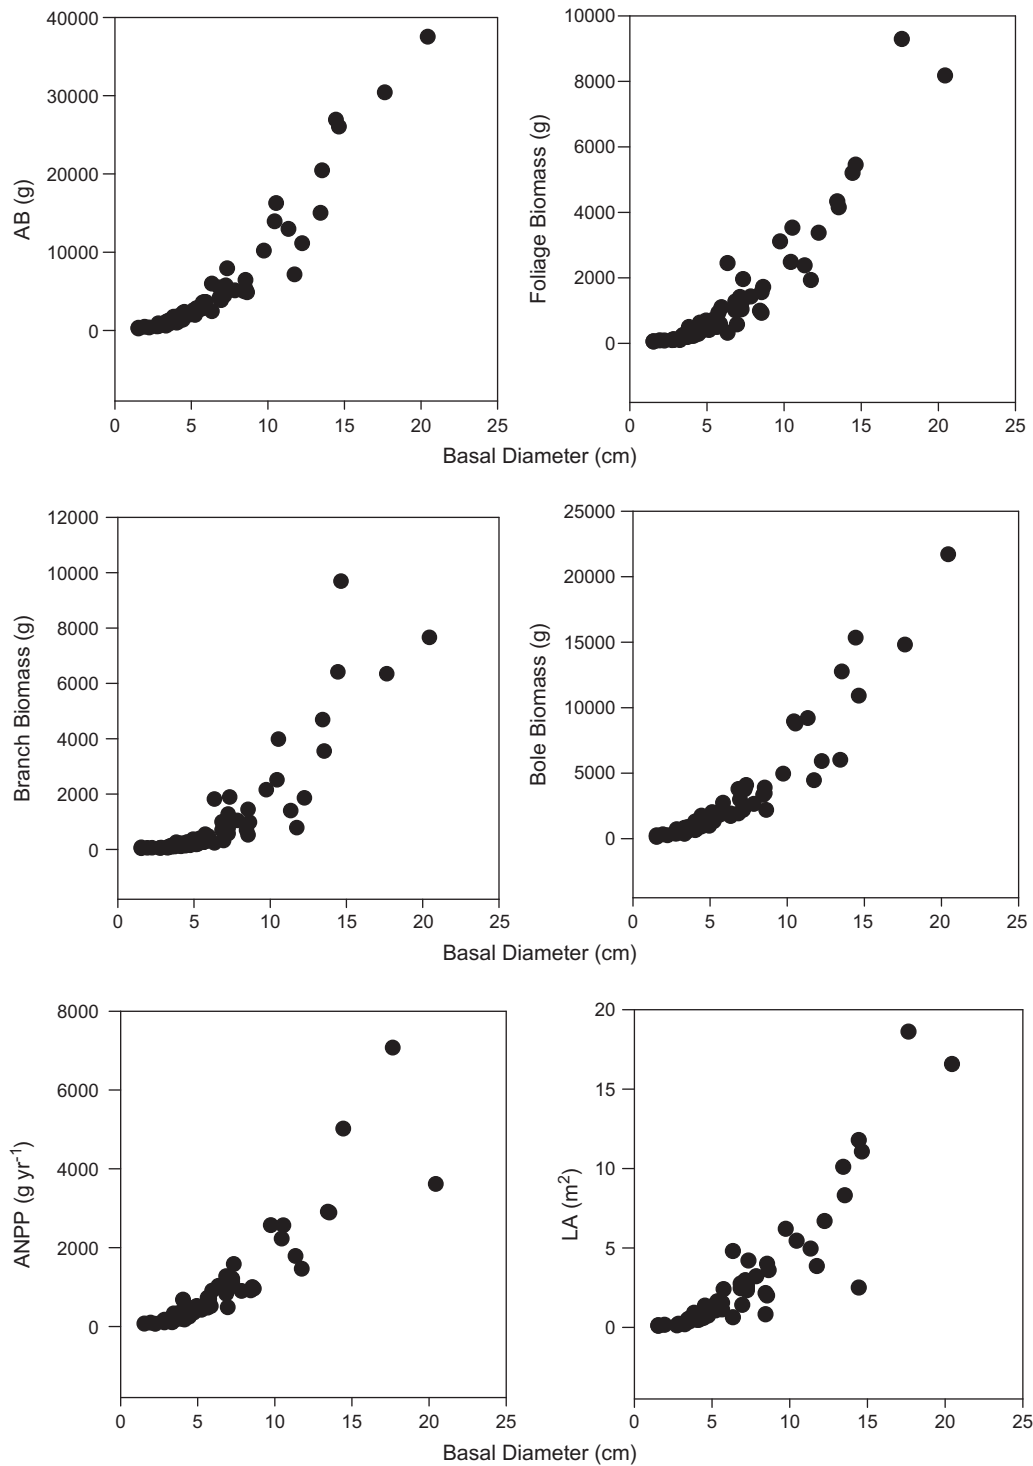 40000
30000
20000
10000
0
AB (g)
0 5 10 15 20 25
10000
8000
6000
4000
2000
0
Foliage Biomass (g)
0 5 10 15 20 25
Basal Diameter (cm)
12000
10000
8000
6000
4000
2000
0
Branch Biomass (g)
0 5 10 15 20 25
25000
20000
15000
10000
5000
0
Bole Biomass (g)
0 5 10 15 20 25
Basal Diameter (cm)
8000
6000
4000
2000
0
ANPP (g yr⁻¹)
0 5 10 15 20 25
20
15
10
5
0
LA (m²)
0 5 10 15 20 25
Basal Diameter (cm)